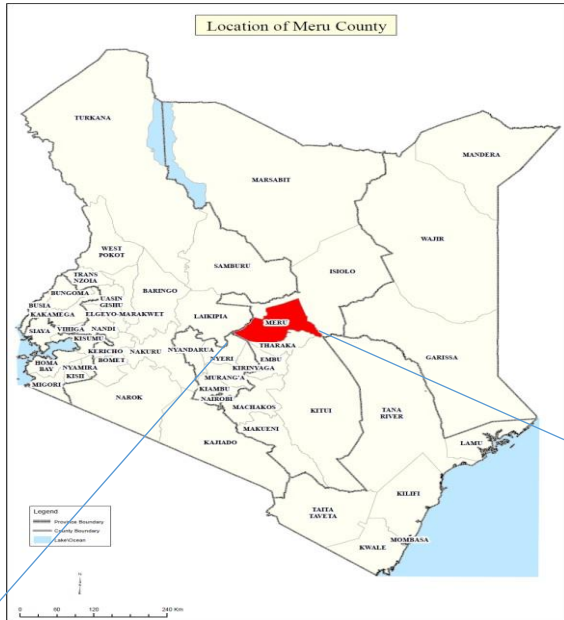 Location of Meru County
TURKANA
MANDERA
MARSABIT
WAJIR
WEST
POKOT
SAMBURU
ISIOLO
TRANS
NZOIA
BUNGOMA
UASIN
GISHU
BARINGO
BUSIA
KAKAMEGA
ELGEYO-MARAKWET
LAIKIPIA
MERU
SIAYA
VIHIGA
NANDI
KISUMU
THARAKA
GARISSA
KERICHO
NAKURU
NYANDARUA
NYERI
EMBU
HOMA
BAY
BOMET
KIRINYAGA
NYAMIRA
KISII
MURANG'A
MIGORI
KIAMBU
NAROK
NAIROBI
MACHAKOS
KITUI
TANA
RIVER
MAKUENI
KAJIADO
LAMU
KILIFI
TAITA
TAVETA
MOMBASA
KWALE
Legend
Province Boundary
County Boundary
Lake\Ocean
0 60 120 240 Km